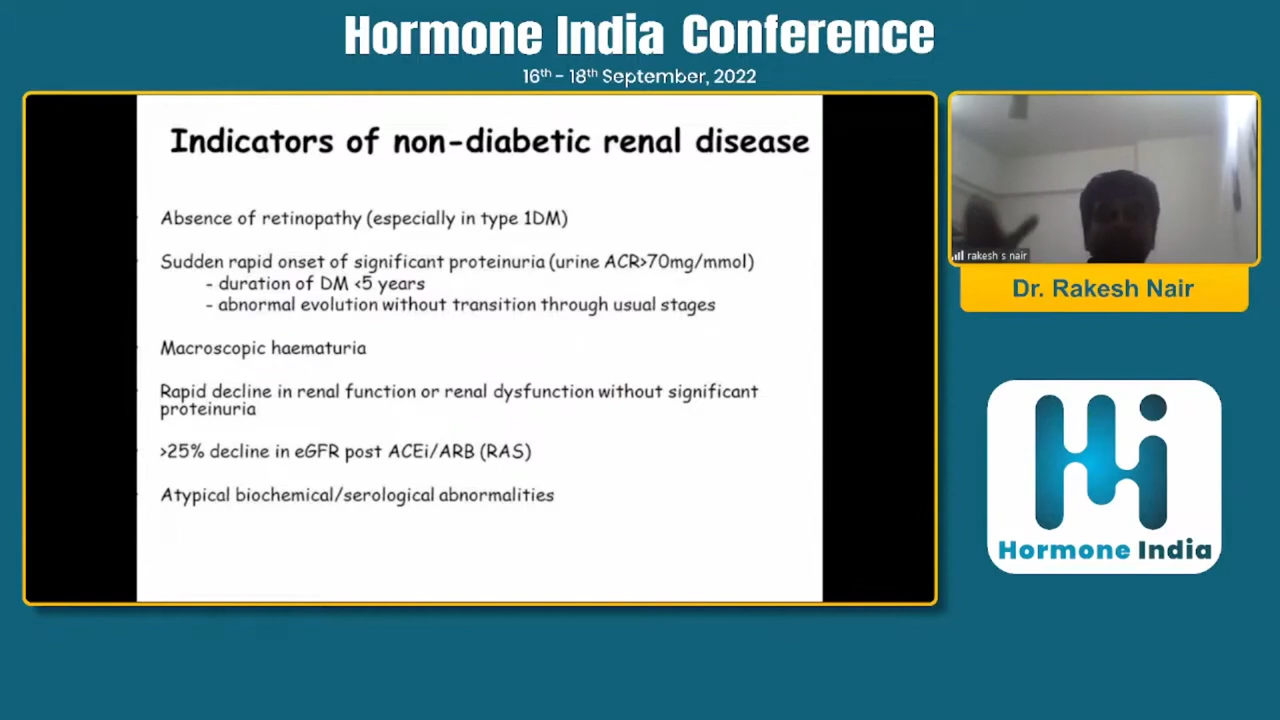 Hormone India Conference
16th - 18th September, 2022
Indicators of non-diabetic renal disease
Absence of retinopathy (especially in type 1DM)
Sudden rapid onset of significant proteinuria (urine ACR>70mg/mmol)
- duration of DM <5 years
- abnormal evolution without transition through usual stages
Macroscopic haematuria
Rapid decline in renal function or renal dysfunction without significant
proteinuria
>25% decline in eGFR post ACEi/ARB (RAS)
Atypical biochemical/serological abnormalities
rakesh s nair
Dr. Rakesh Nair
Hi
Hormone India